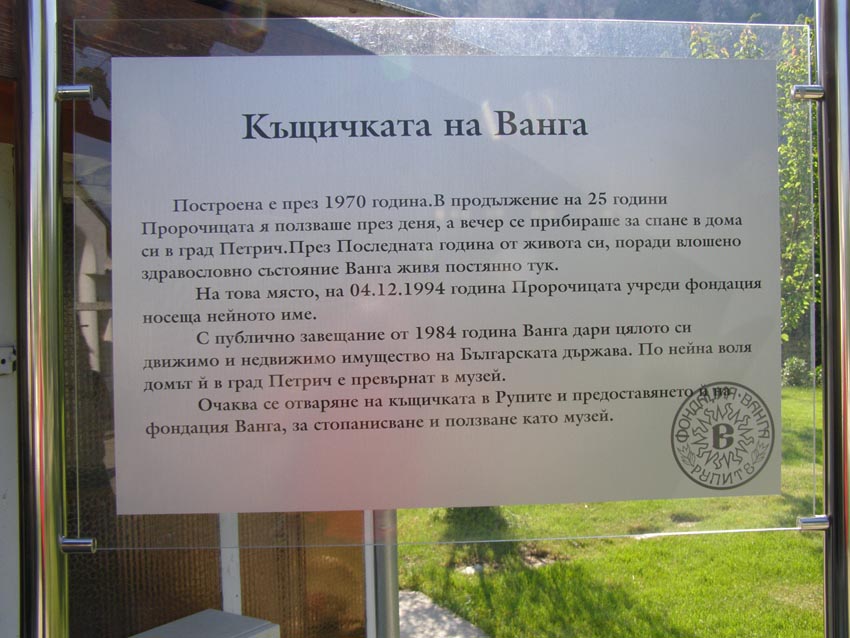 Къщичката на Ванга
Построена е през 1970 година.В продължение на 25 години
Пророчицата я ползваше през деня, а вечер се прибираше за спане в дома
си в град Петрич.През Последната година от живота си, поради влошено
здравословно състояние Ванга живя постянно тук.
На това място, на 04.12.1994 година Пророчицата учреди фондация
носеща нейното име.
С публично завещание от 1984 година Ванга дари цялото си
движимо и недвижимо имущество на Българската държава. По нейна воля
домът й в град Петрич е превърнат в музей.
Очаква се отваряне на къщичката в Рупите и предоставянето й на
фондация Ванга, за стопанисване и ползване като музей.
ФОНДАЦИЯ · ВАНГА
В
РУПИТЕ